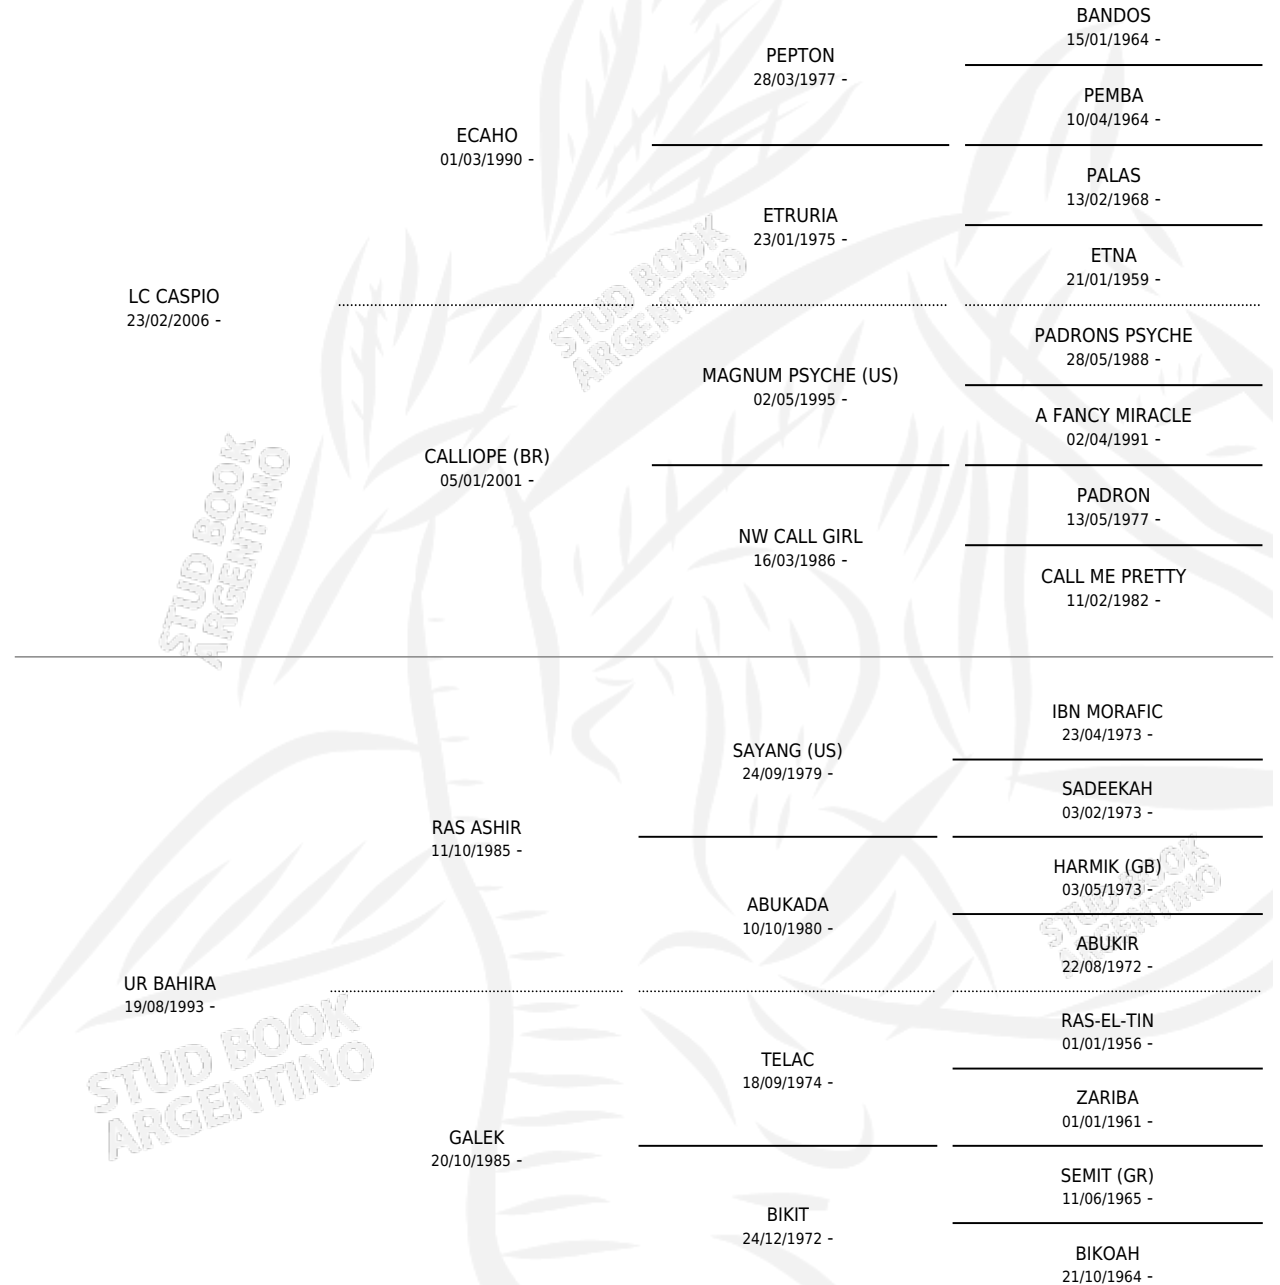 BANDOS
15/01/1964 -
PEPTON
28/03/1977 -
PEMBA
10/04/1964 -
ECAHO
01/03/1990 -
PALAS
13/02/1968 -
ETRURIA
23/01/1975 -
ETNA
21/01/1959 -
LC CASPIO
23/02/2006 -
PADRONS PSYCHE
28/05/1988 -
MAGNUM PSYCHE (US)
02/05/1995 -
A FANCY MIRACLE
02/04/1991 -
CALLIOPE (BR)
05/01/2001 -
PADRON
13/05/1977 -
NW CALL GIRL
16/03/1986 -
CALL ME PRETTY
11/02/1982 -
IBN MORAFIC
23/04/1973 -
SAYANG (US)
24/09/1979 -
SADEEKAH
03/02/1973 -
RAS ASHIR
11/10/1985 -
HARMIK (GB)
03/05/1973 -
ABUKADA
10/10/1980 -
ABUKIR
22/08/1972 -
UR BAHIRA
19/08/1993 -
RAS-EL-TIN
01/01/1956 -
TELAC
18/09/1974 -
ZARIBA
01/01/1961 -
GALEK
20/10/1985 -
SEMIT (GR)
11/06/1965 -
BIKIT
24/12/1972 -
BIKOAH
21/10/1964 -
STUD BOOK
ARGENTINO
STUD BOOK
ARGENTINO
STUD BOOK
ARGENTINO
STUD BOOK
ARGENTINO